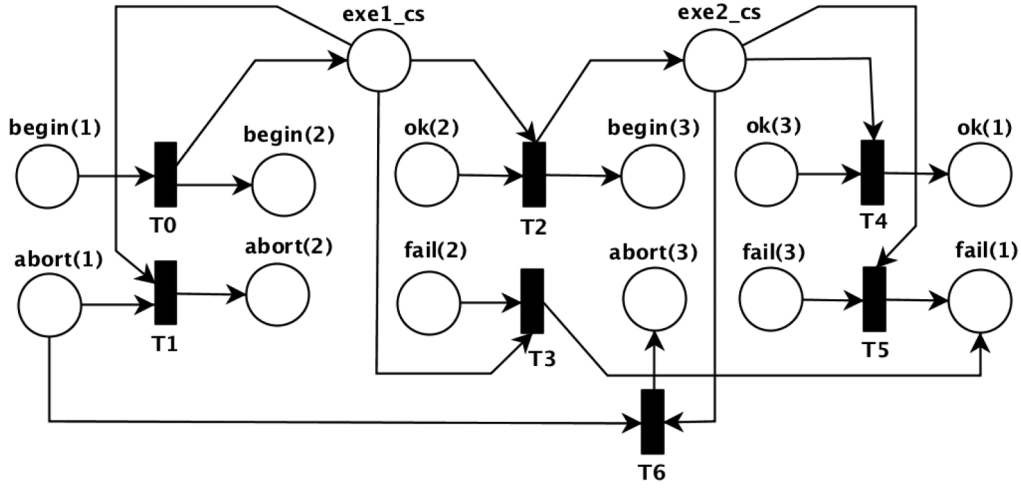 exe1_cs
exe2_cs
begin(1)
begin(2)
ok(2)
begin(3)
ok(3)
ok(1)
T0
T2
T4
abort(1)
abort(2)
fail(2)
abort(3)
fail(3)
fail(1)
T1
T3
T5
T6